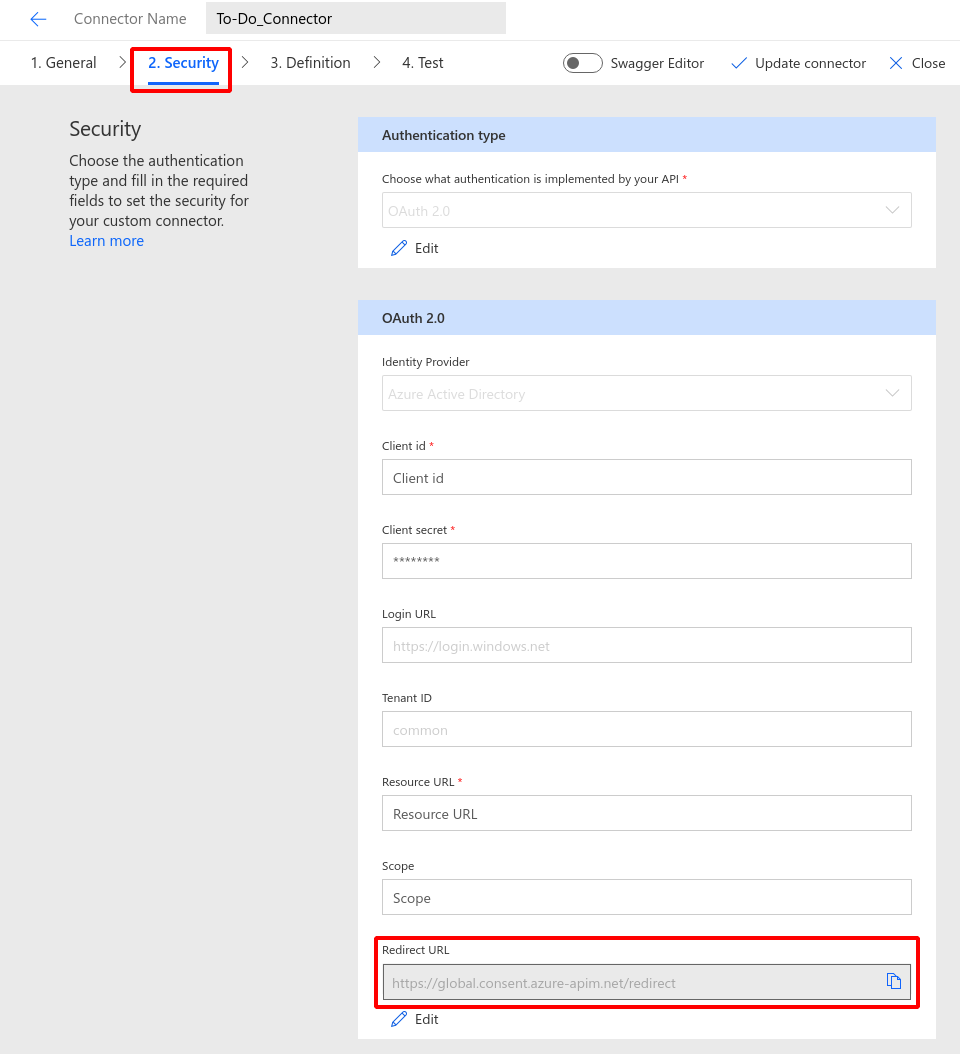 Connector Name
To-Do_Connector
1. General
2. Security
3. Definition
4. Test
Swagger Editor
Update connector
Close
Security
Choose the authentication
type and fill in the required
fields to set the security for
your custom connector.
Learn more
Authentication type
Choose what authentication is implemented by your API *
OAuth 2.0
Edit
OAuth 2.0
Identity Provider
Azure Active Directory
Client id *
Client id
Client secret *
********
Login URL
https://login.windows.net
Tenant ID
common
Resource URL *
Resource URL
Scope
Scope
Redirect URL
https://global.consent.azure-apim.net/redirect
Edit